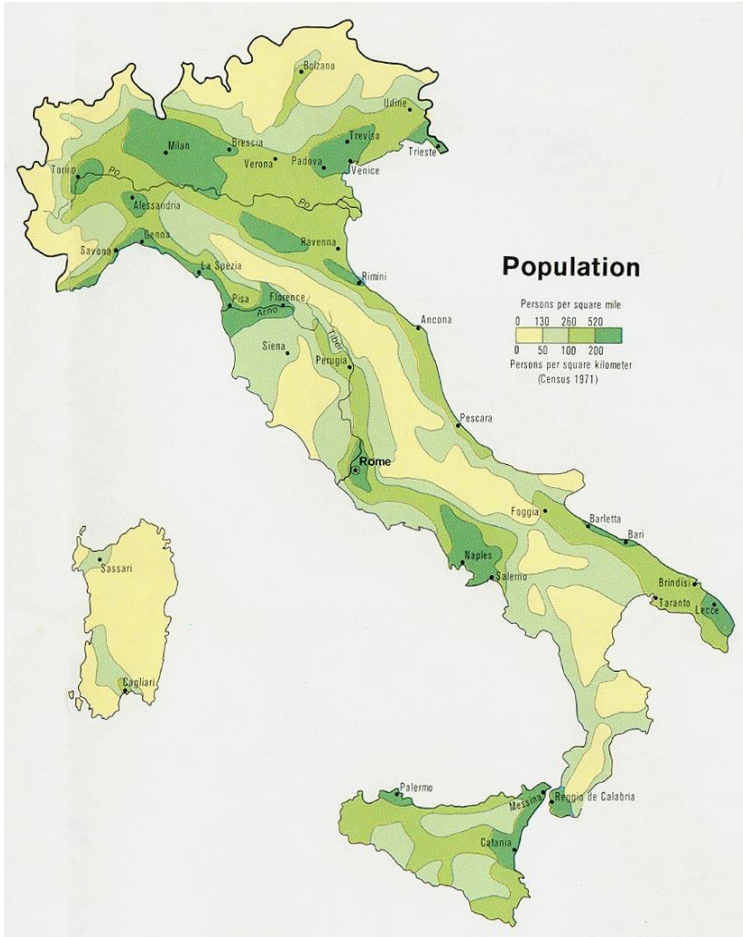 Bolzano
Udine
Treviso
Milan
Brescia
Verona
Padova
Venice
Trieste
Torino
Po
Po
Alessandria
Genoa
Savona
Ravenna
La Spezia
Rimini
Population
Persons per square mile
0 130 260 520
0 50 100 200
Persons per square kilometer
(Census 1971)
Pisa
Florence
Arno
Ancona
Siena
Tiber
Perugia
Pescara
Rome
Foggia
Barletta
Bari
Naples
Salerno
Brindisi
Taranto
Lecce
Sassari
Cagliari
Palermo
Messina
Reggio de Calabria
Catania